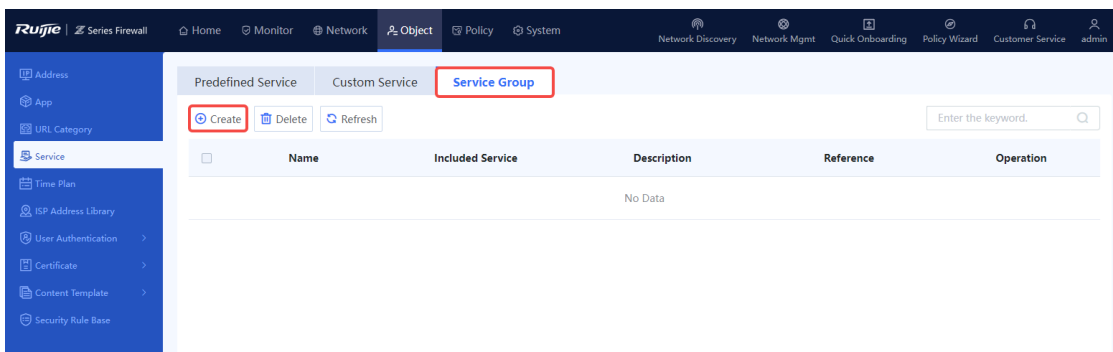 Ruijie | Z Series Firewall Home Monitor Network Object Policy System Network Discovery Network Mgmt Quick Onboarding Policy Wizard Customer Service admin
Address
App
URL Category
Service
Time Plan
ISP Address Library
User Authentication
Certificate
Content Template
Security Rule Base
Predefined Service Custom Service Service Group
Create Delete Refresh Enter the keyword.
Name Included Service Description Reference Operation
No Data